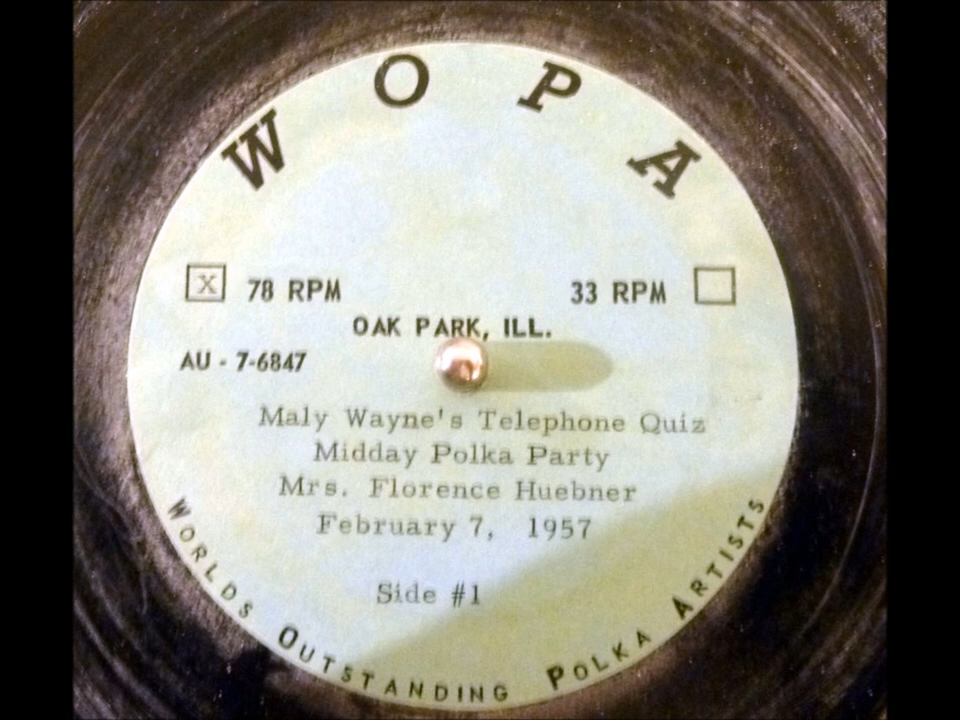 W O P A
X 78 RPM 33 RPM
OAK PARK, ILL.
AU - 7-6847
Maly Wayne's Telephone Quiz
Midday Polka Party
Mrs. Florence Huebner
February 7, 1957
Side #1
WORLDS OUTSTANDING POLKA ARTISTS